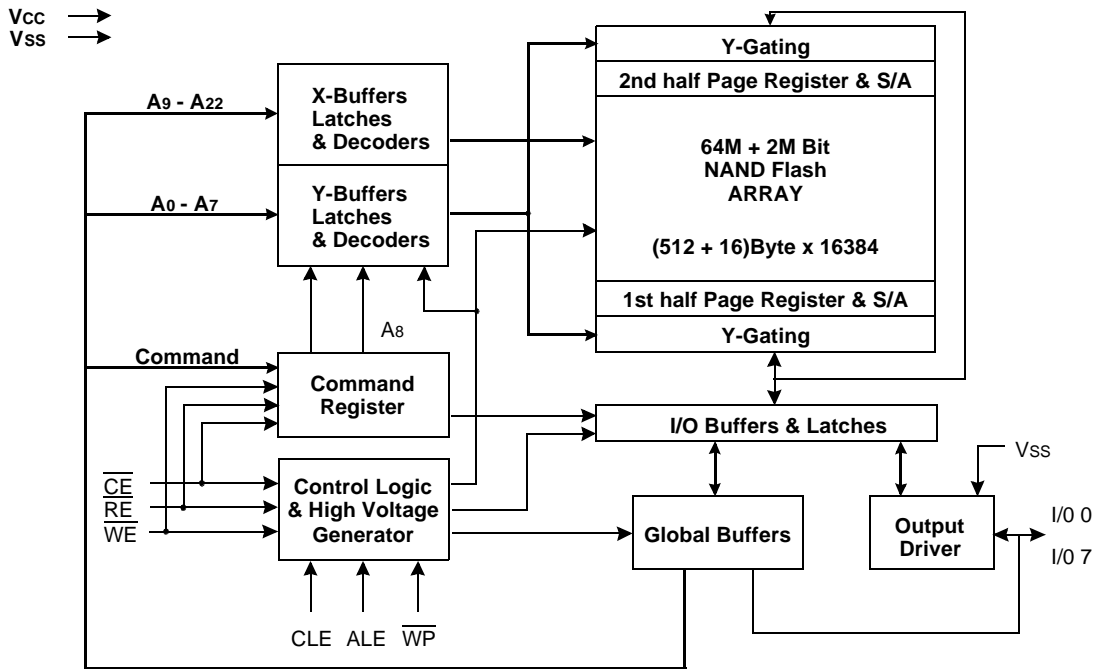 VCC
VSS
A9 - A22
X-Buffers
Latches
& Decoders
A0 - A7
Y-Buffers
Latches
& Decoders
Y-Gating
2nd half Page Register & S/A
64M + 2M Bit
NAND Flash
ARRAY
(512 + 16)Byte x 16384
1st half Page Register & S/A
Y-Gating
A8
Command
Command
Register
I/O Buffers & Latches
VSS
CE
RE
WE
Control Logic
& High Voltage
Generator
Global Buffers
Output
Driver
I/0 0
I/0 7
CLE
ALE
WP